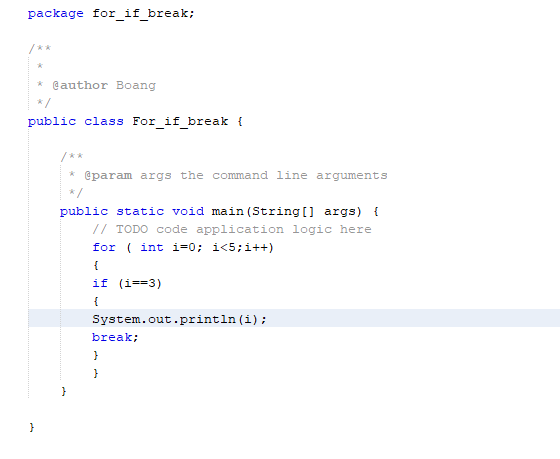 package for_if_break;
/**
*
* @author Boang
*/
public class For_if_break {
/**
* @param args the command line arguments
*/
public static void main(String[] args) {
// TODO code application logic here
for ( int i=0; i<5;i++)
{
if (i==3)
{
System.out.println(i);
break;
}
}
}
}